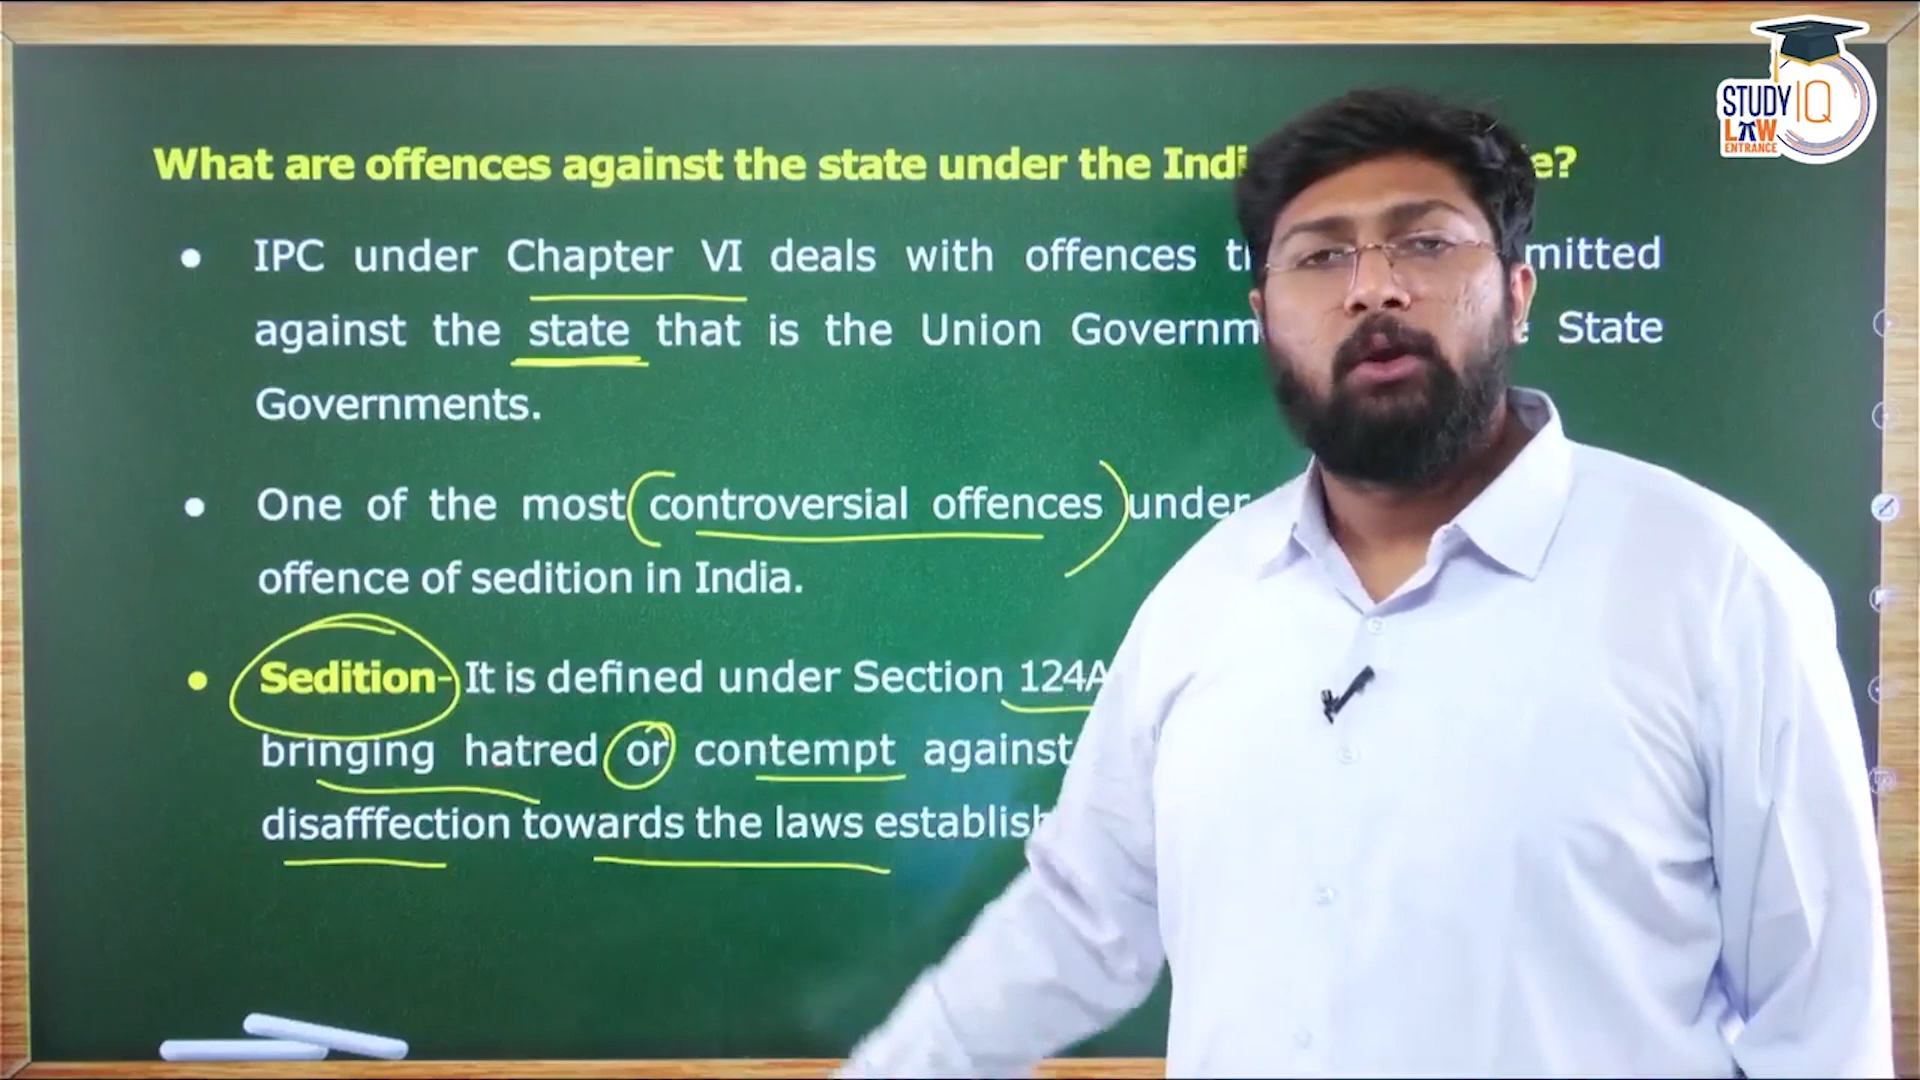 STUDY IQ
LAW
ENTRANCE
What are offences against the state under the Indi e?
• IPC under Chapter VI deals with offences mitted
against the state that is the Union Governm State
Governments.
• One of the most controversial offences under
offence of sedition in India.
• Sedition- It is defined under Section 124A
bringing hatred or contempt against
disafffection towards the laws establish